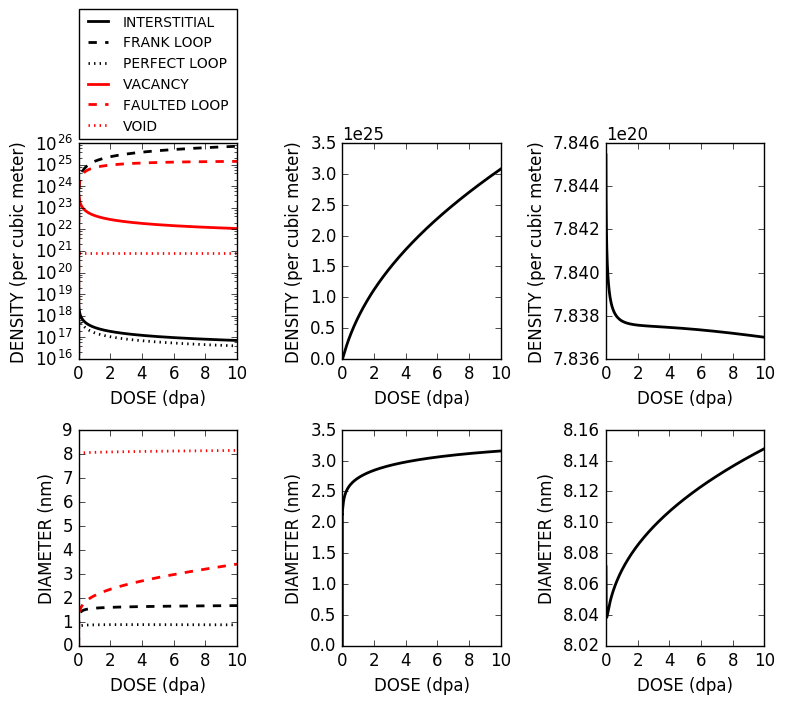 INTERSTITIAL
FRANK LOOP
PERFECT LOOP
VACANCY
FAULTED LOOP
VOID
DENSITY (per cubic meter)
10^26
10^25
10^24
10^23
10^22
10^21
10^20
10^19
10^18
10^17
10^16
0 2 4 6 8 10
DOSE (dpa)
1e25
DENSITY (per cubic meter)
3.5
3.0
2.5
2.0
1.5
1.0
0.5
0.0
0 2 4 6 8 10
DOSE (dpa)
1e20
DENSITY (per cubic meter)
7.846
7.844
7.842
7.840
7.838
7.836
0 2 4 6 8 10
DOSE (dpa)
DIAMETER (nm)
9
8
7
6
5
4
3
2
1
0
0 2 4 6 8 10
DOSE (dpa)
DIAMETER (nm)
3.5
3.0
2.5
2.0
1.5
1.0
0.5
0.0
0 2 4 6 8 10
DOSE (dpa)
DIAMETER (nm)
8.16
8.14
8.12
8.10
8.08
8.06
8.04
8.02
0 2 4 6 8 10
DOSE (dpa)